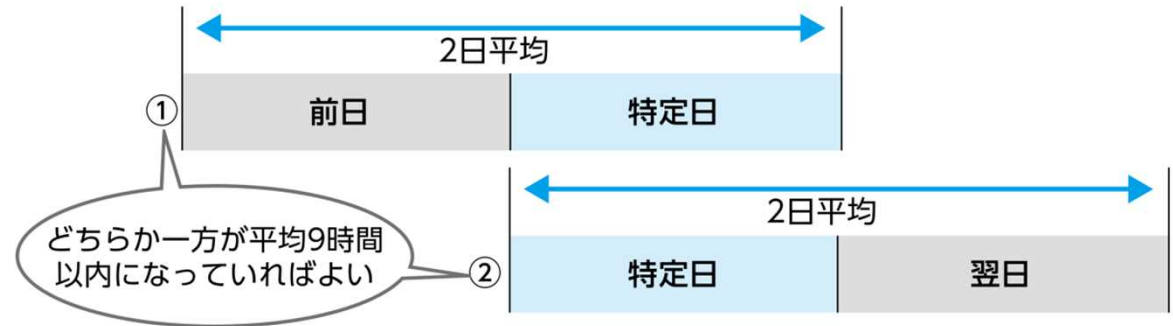 2日平均
① 前日 特定日
2日平均
どちらか一方が平均9時間
以内になっていればよい
② 特定日 翌日